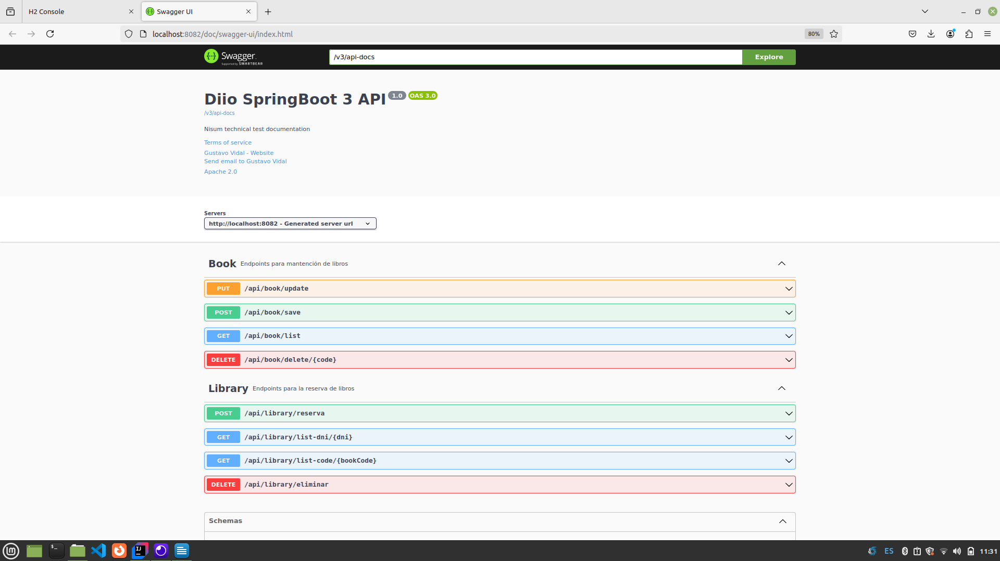 H2 Console
Swagger UI
localhost:8082/doc/swagger-ui/index.html
80%
Swagger
Supported by SMARTBEAR
/v3/api-docs
Explore
Diio SpringBoot 3 API 1.0 OAS 3.0
/v3/api-docs
Nisum technical test documentation
Terms of service
Gustavo Vidal - Website
Send email to Gustavo Vidal
Apache 2.0
Servers
http://localhost:8082 - Generated server url
Book Endpoints para mantención de libros
PUT /api/book/update
POST /api/book/save
GET /api/book/list
DELETE /api/book/delete/{code}
Library Endpoints para la reserva de libros
POST /api/library/reserva
GET /api/library/list-dni/{dni}
GET /api/library/list-code/{bookCode}
DELETE /api/library/eliminar
Schemas
IJ
ES
11:31